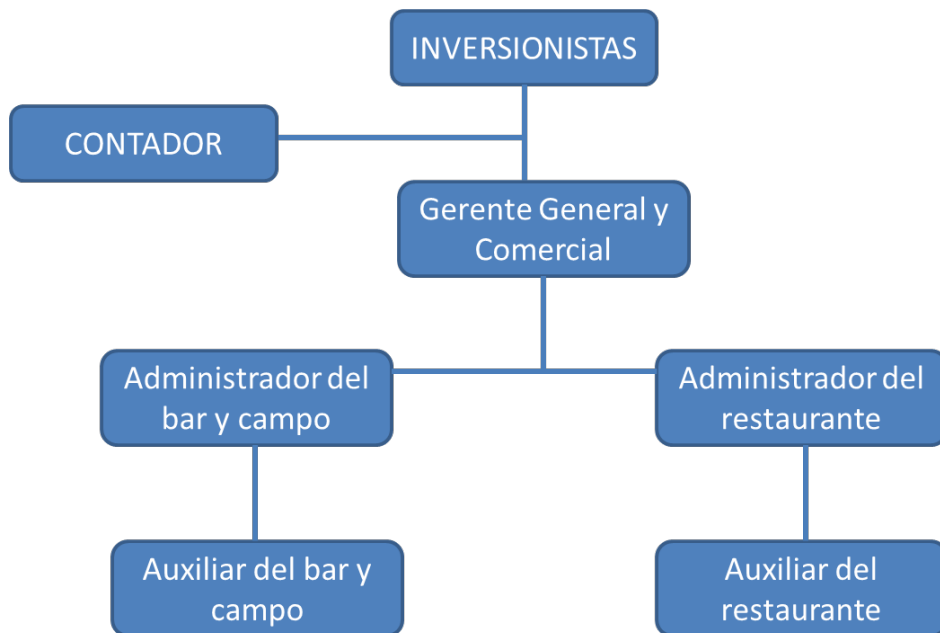 INVERSIONISTAS
CONTADOR
Gerente General y
Comercial
Administrador del
bar y campo
Administrador del
restaurante
Auxiliar del bar y
campo
Auxiliar del
restaurante